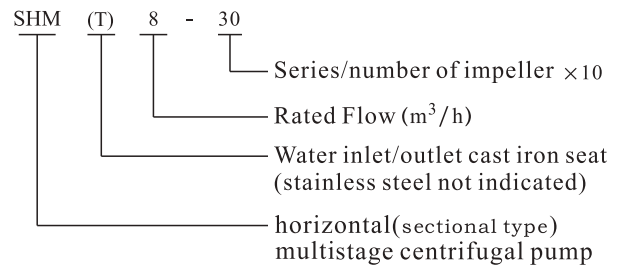 SHM (T) 8 - 30
Series/number of impeller ×10
Rated Flow (m³/h)
Water inlet/outlet cast iron seat
(stainless steel not indicated)
horizontal(sectional type)
multistage centrifugal pump